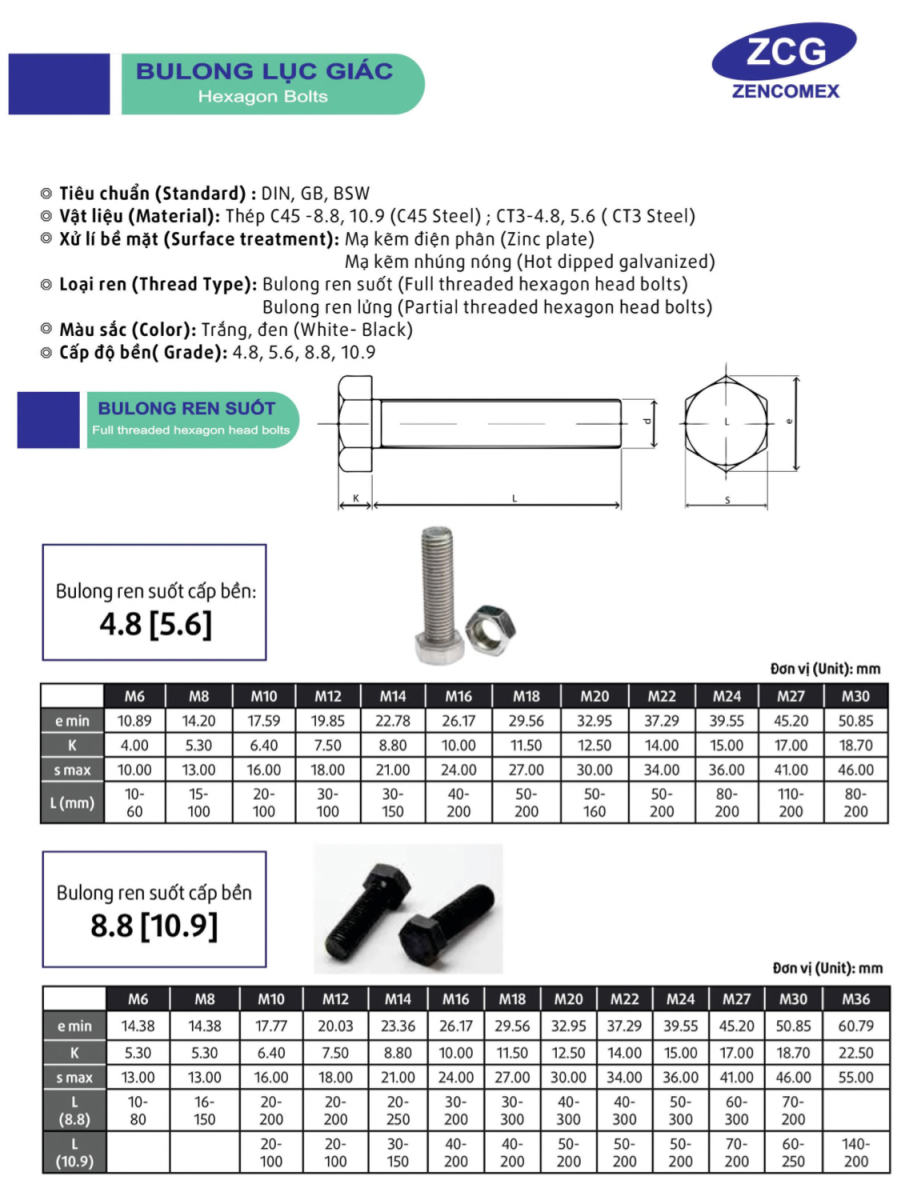 BULONG LỤC GIÁC
Hexagon Bolts
ZCG
ZENCOMEX
Tiêu chuẩn (Standard) : DIN, GB, BSW
Vật liệu (Material): Thép C45 -8.8, 10.9 (C45 Steel) ; CT3-4.8, 5.6 ( CT3 Steel)
Xử lí bề mặt (Surface treatment): Mạ kẽm điện phân (Zinc plate)
Mạ kẽm nhúng nóng (Hot dipped galvanized)
Loại ren (Thread Type): Bulong ren suốt (Full threaded hexagon head bolts)
Bulong ren lửng (Partial threaded hexagon head bolts)
Màu sắc (Color): Trắng, đen (White- Black)
Cấp độ bền( Grade): 4.8, 5.6, 8.8, 10.9
BULONG REN SUỐT
Full threaded hexagon head bolts
d
L
e
K
L
s
Bulong ren suốt cấp bền:
4.8 [5.6]
Đơn vị (Unit): mm
M6 M8 M10 M12 M14 M16 M18 M20 M22 M24 M27 M30
e min 10.89 14.20 17.59 19.85 22.78 26.17 29.56 32.95 37.29 39.55 45.20 50.85
K 4.00 5.30 6.40 7.50 8.80 10.00 11.50 12.50 14.00 15.00 17.00 18.70
s max 10.00 13.00 16.00 18.00 21.00 24.00 27.00 30.00 34.00 36.00 41.00 46.00
L (mm) 10-60 15-100 20-100 30-100 30-150 40-200 50-200 50-160 50-200 80-200 110-200 80-200
Bulong ren suốt cấp bền
8.8 [10.9]
Đơn vị (Unit): mm
M6 M8 M10 M12 M14 M16 M18 M20 M22 M24 M27 M30 M36
e min 14.38 14.38 17.77 20.03 23.36 26.17 29.56 32.95 37.29 39.55 45.20 50.85 60.79
K 5.30 5.30 6.40 7.50 8.80 10.00 11.50 12.50 14.00 15.00 17.00 18.70 22.50
s max 13.00 13.00 16.00 18.00 21.00 24.00 27.00 30.00 34.00 36.00 41.00 46.00 55.00
L (8.8) 10-80 16-150 20-200 20-200 20-250 30-200 30-300 40-300 40-300 50-300 60-300 70-200
L (10.9) 20-100 20-100 30-150 40-200 40-200 50-200 50-200 50-200 70-200 60-250 140-200